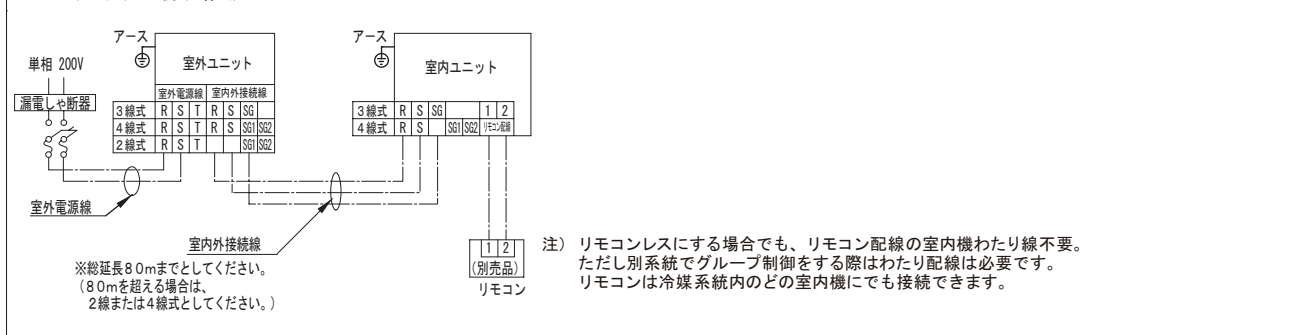 アース
単相 200V
漏電しゃ断器
室外ユニット
室外電源線 室内外接続線
3線式 R S T R S SG
4線式 R S T R S SG1 SG2
2線式 R S T SG1 SG2
室外電源線
アース
室内ユニット
3線式 R S SG 1 2
4線式 R S SG1 SG2 リモコン配線
室内外接続線
※総延長80mまでとしてください。
(80mを超える場合は、
2線または4線式としてください。)
1 2
(別売品)
リモコン
注) リモコンレスにする場合でも、リモコン配線の室内機わたり線不要。
ただし別系統でグループ制御をする際はわたり配線は必要です。
リモコンは冷媒系統内のどの室内機にでも接続できます。